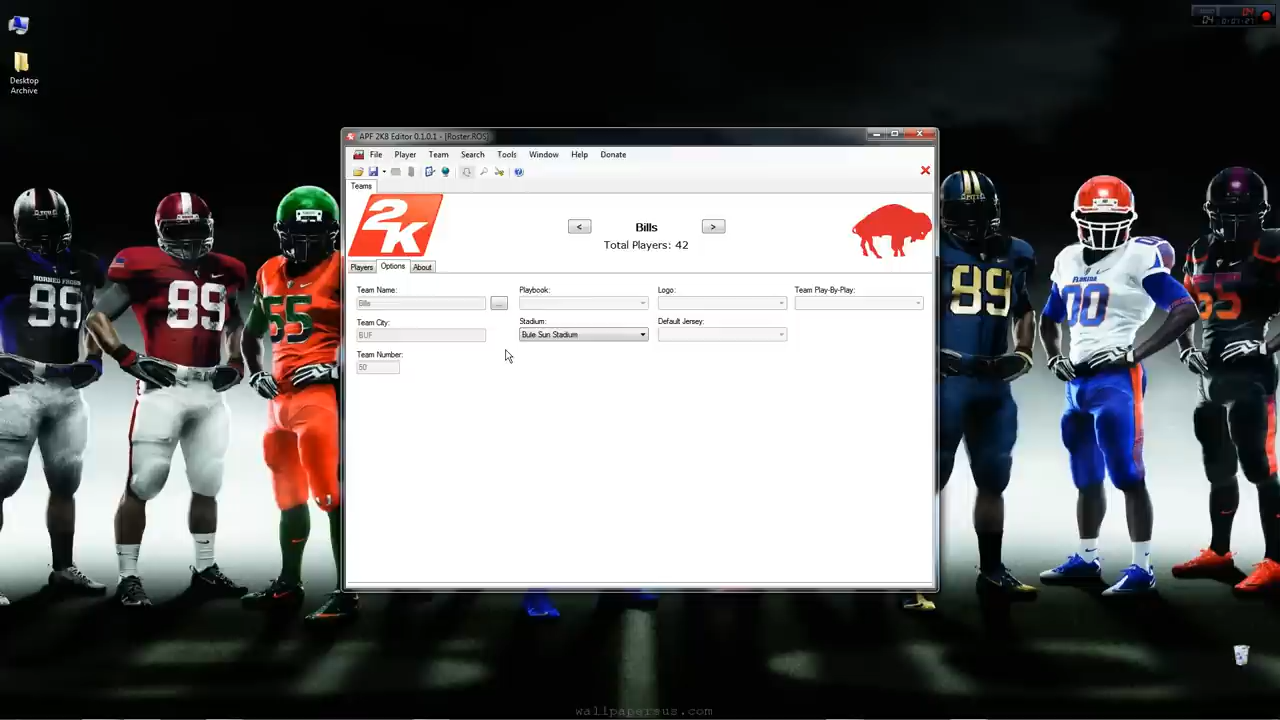 Desktop
Archive
APF 2K8 Editor 0.1.0.1 - [Roster.ROS]
File Player Team Search Tools Window Help Donate
Teams
2K
< Bills >
Total Players: 42
Players Options About
Team Name: Playbook: Logo: Team Play-By-Play:
Bills ...
Team City: Stadium: Default Jersey:
BUF Bule Sun Stadium
Team Number:
50
89
55
89
FLORIDA
00
55
wallpapersus.com